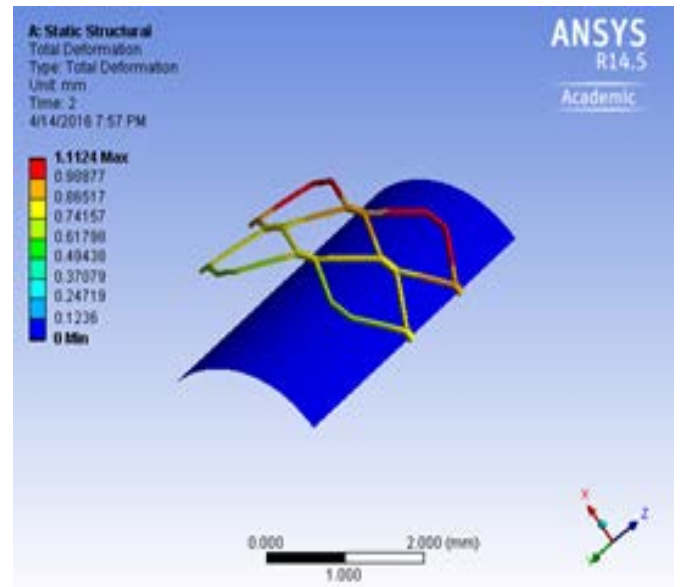 A: Static Structural
Total Deformation
Type: Total Deformation
Unit: mm
Time: 2
4/14/2016 7:57 PM
1.1124 Max
0.98877
0.86517
0.74157
0.61798
0.49438
0.37079
0.24719
0.1236
0 Min
ANSYS
R14.5
Academic
X
Z
Y
0.000
2.000 (mm)
1.000